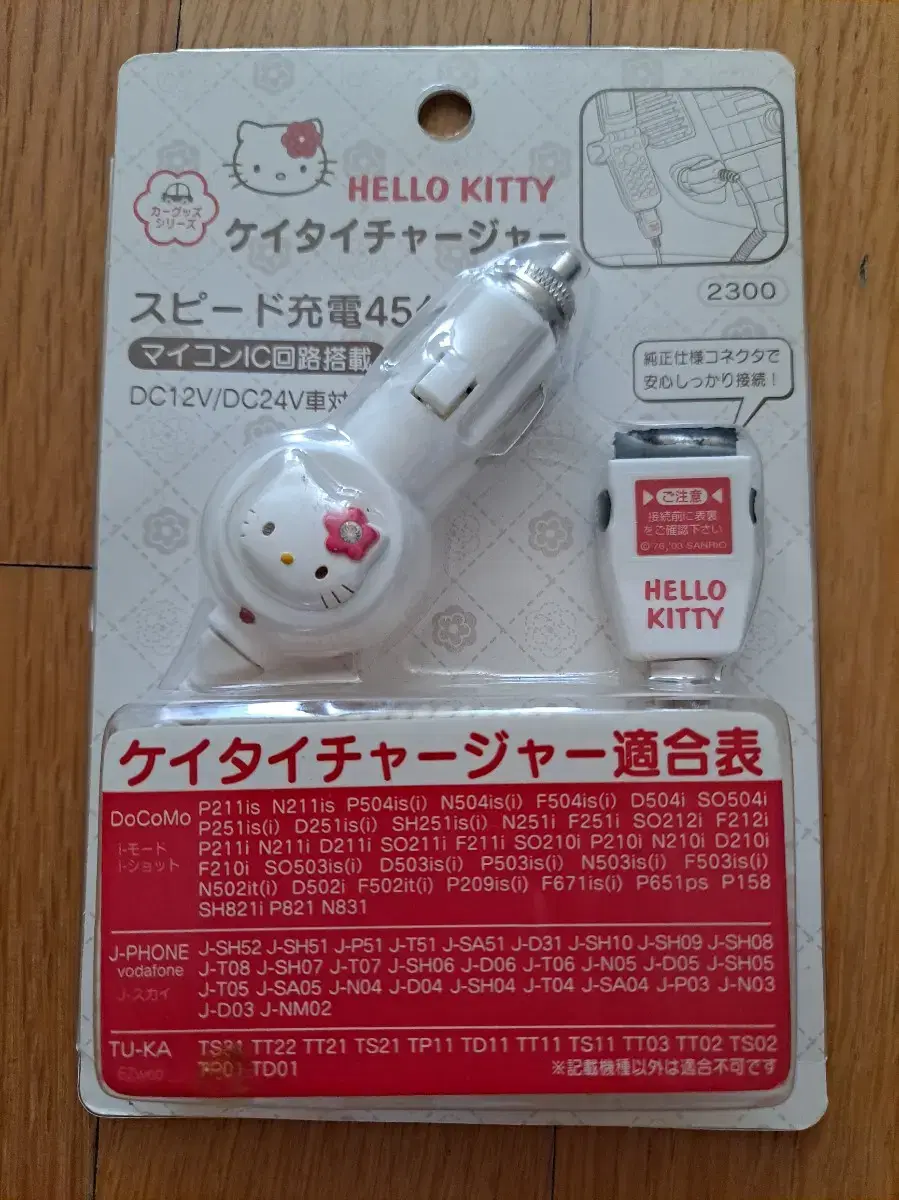 HELLO KITTY
カーグッズ
シリーズ
ケイタイチャージャー
スピード充電45
マイコンIC回路搭載
DC12V/DC24V車対
2300
純正仕様コネクタで
安心しっかり接続！
ご注意
接続前に表裏
をご確認下さい
©'76,'00 SANRIO
HELLO
KITTY
ケイタイチャージャー適合表
DoCoMo
i-モード
i-ショット
P211is N211is P504is(i) N504is(i) F504is(i) D504i SO504i
P251is(i) D251is(i) SH251is(i) N251i F251i SO212i F212i
P211i N211i D211i SO211i F211i SO210i P210i N210i D210i
F210i SO503is(i) D503is(i) P503is(i) N503is(i) F503is(i)
N502it(i) D502i F502it(i) P209is(i) F671is(i) P651ps P158
SH821i P821 N831
J-PHONE
vodafone
J-スカイ
J-SH52 J-SH51 J-P51 J-T51 J-SA51 J-D31 J-SH10 J-SH09 J-SH08
J-T08 J-SH07 J-T07 J-SH06 J-D06 J-T06 J-N05 J-D05 J-SH05
J-T05 J-SA05 J-N04 J-D04 J-SH04 J-T04 J-SA04 J-P03 J-N03
J-D03 J-NM02
TU-KA
EZweb
TT22 TT21 TS21 TP11 TD11 TT11 TS11 TT03 TT02 TS02
TD01
※記載機種以外は適合不可です